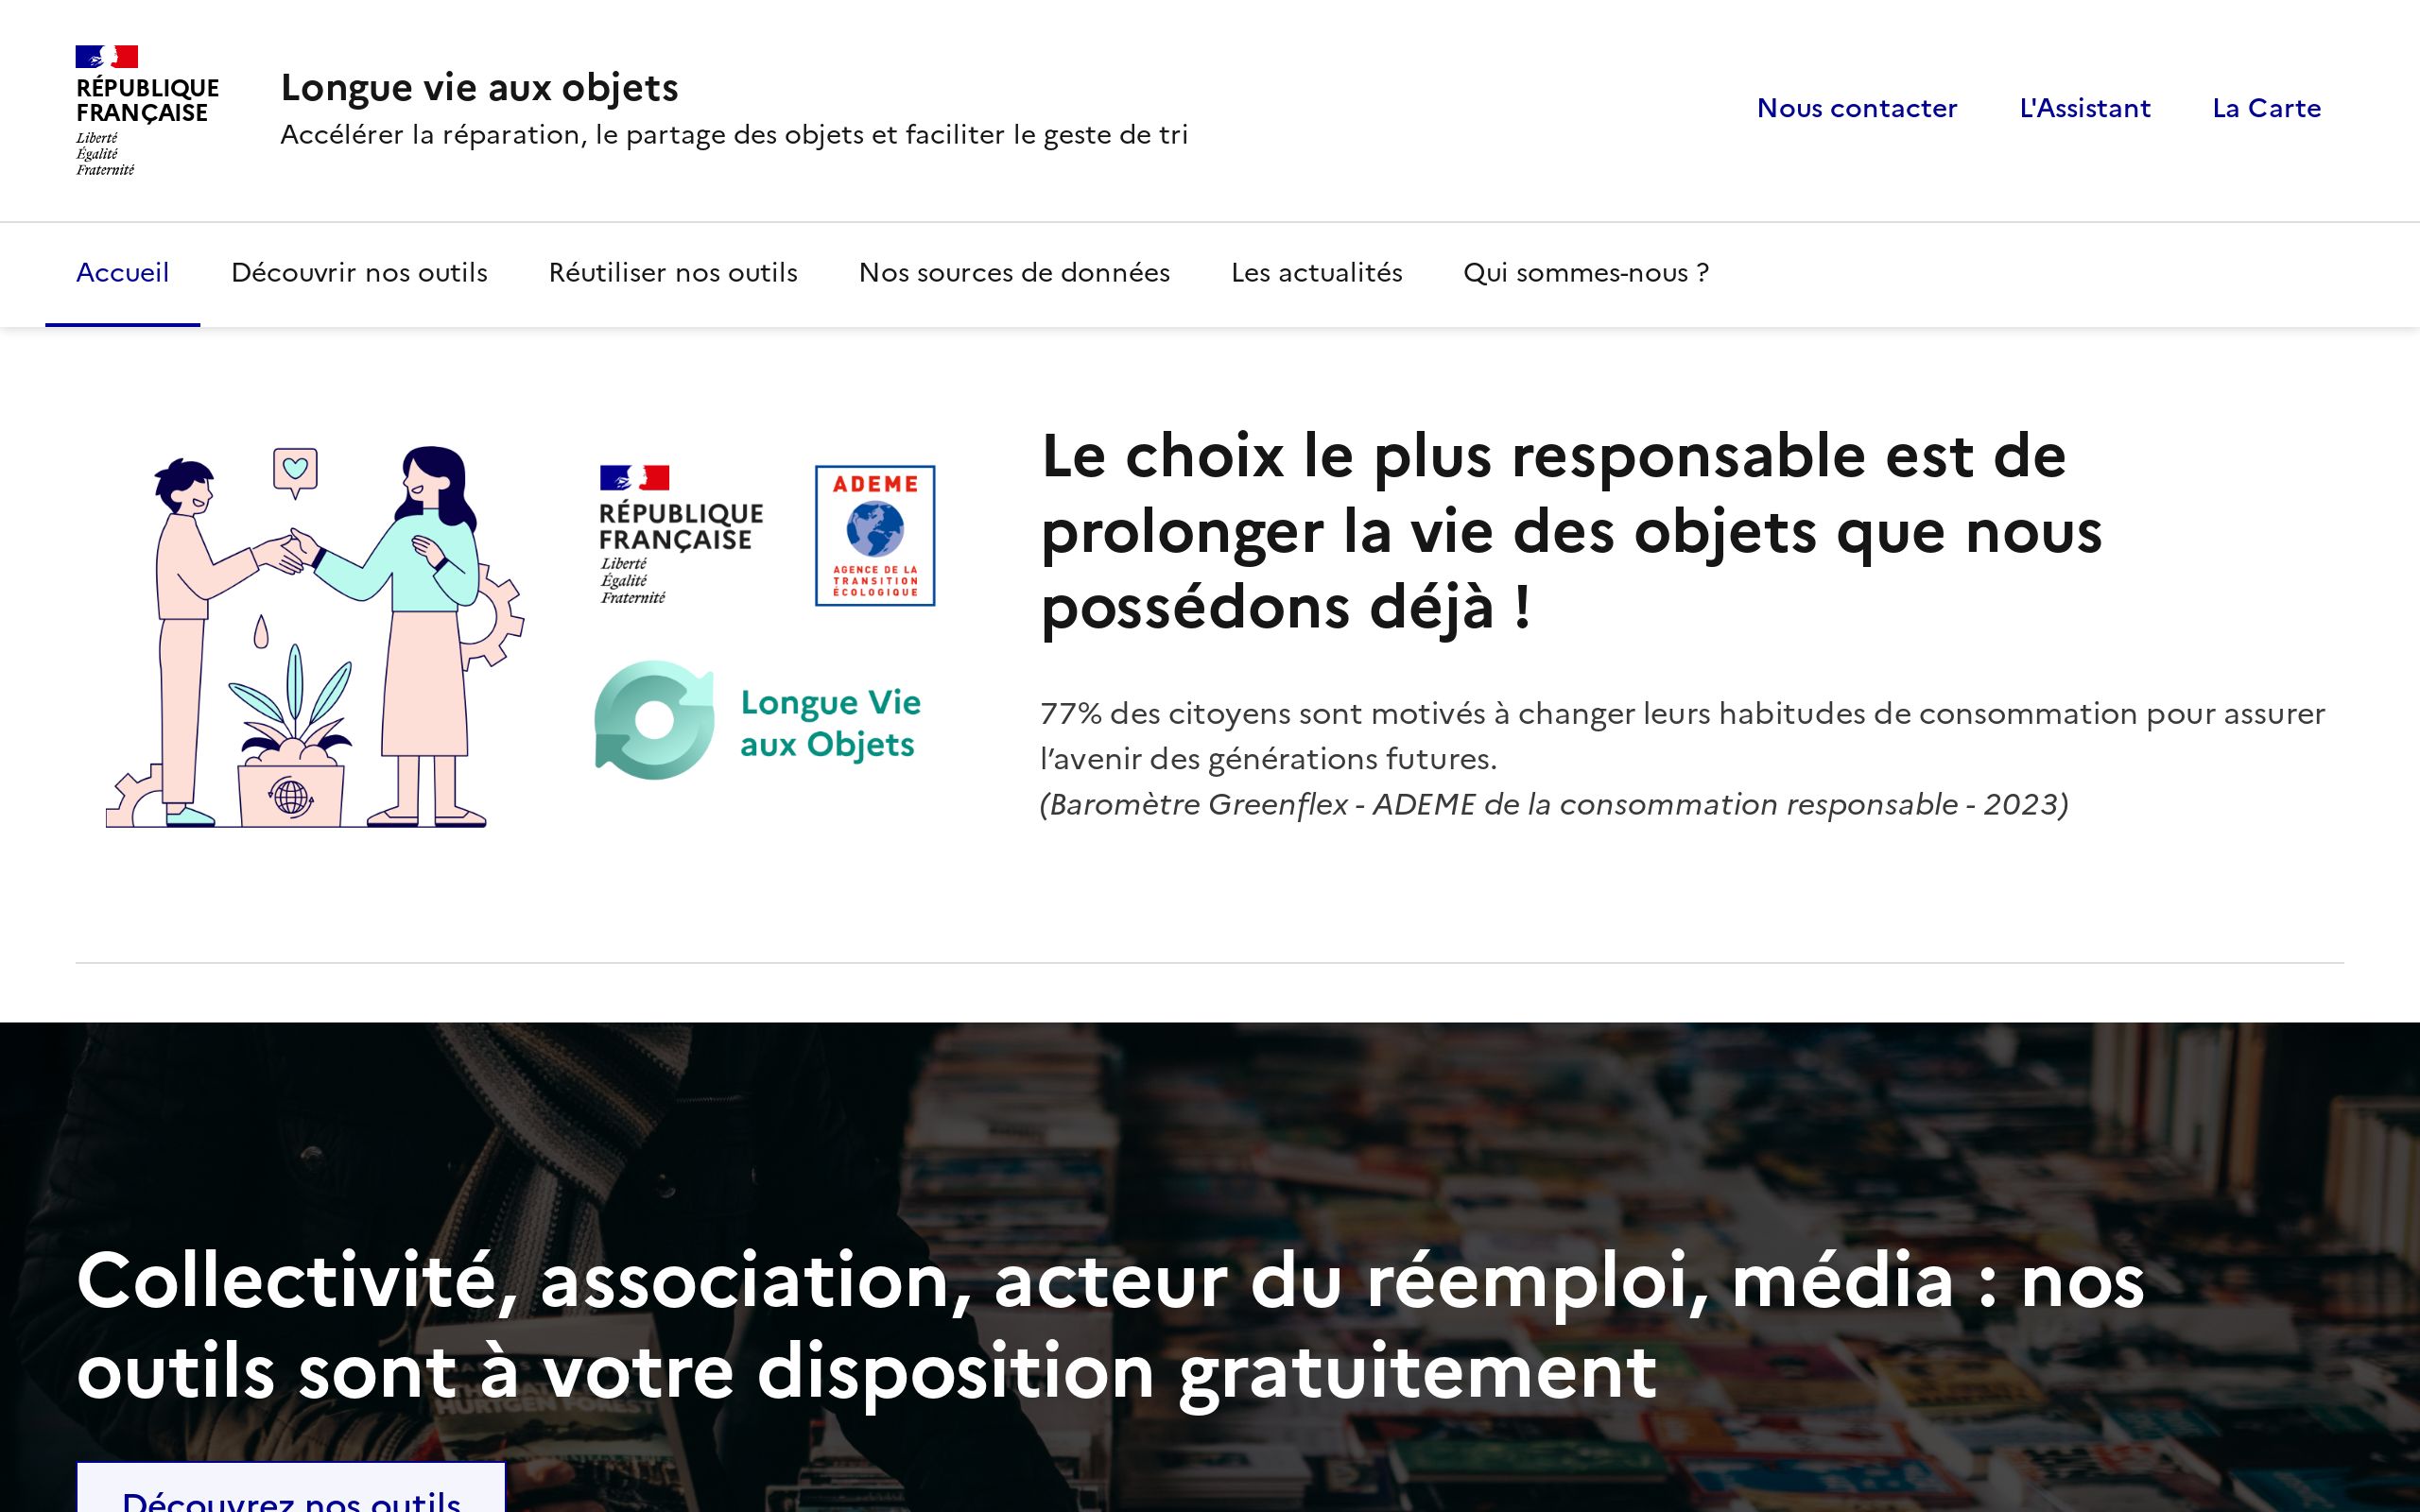 RÉPUBLIQUE
FRANÇAISE
Liberté
Égalité
Fraternité
Longue vie aux objets
Accélérer la réparation, le partage des objets et faciliter le geste de tri
Nous contacter
L'Assistant
La Carte
Accueil
Découvrir nos outils
Réutiliser nos outils
Nos sources de données
Les actualités
Qui sommes-nous ?
RÉPUBLIQUE
FRANÇAISE
Liberté
Égalité
Fraternité
ADEME
AGENCE DE LA
TRANSITION
ÉCOLOGIQUE
Longue Vie
aux Objets
Le choix le plus responsable est de
prolonger la vie des objets que nous
possédons déjà !
77% des citoyens sont motivés à changer leurs habitudes de consommation pour assurer
l’avenir des générations futures.
(Baromètre Greenflex - ADEME de la consommation responsable - 2023)
Collectivité, association, acteur du réemploi, média : nos
outils sont à votre disposition gratuitement
HURTGEN FOREST
Découvrez nos outils